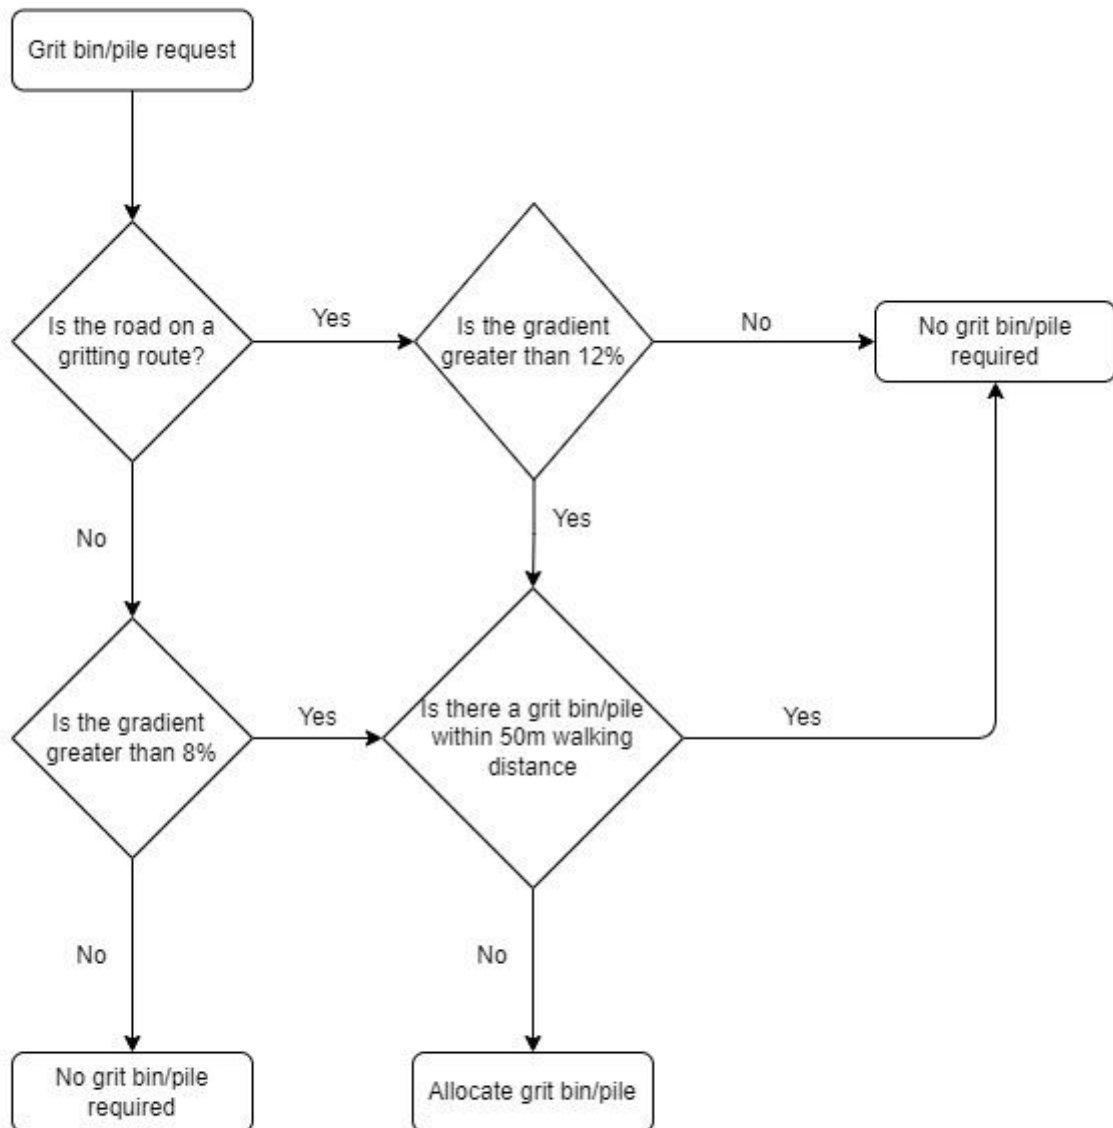 Grit bin/pile request
Is the road on a
gritting route?
Yes
Is the gradient
greater than 12%
No
No grit bin/pile
required
No
Yes
Is the gradient
greater than 8%
Yes
Is there a grit bin/pile
within 50m walking
distance
Yes
No
No
No grit bin/pile
required
Allocate grit bin/pile